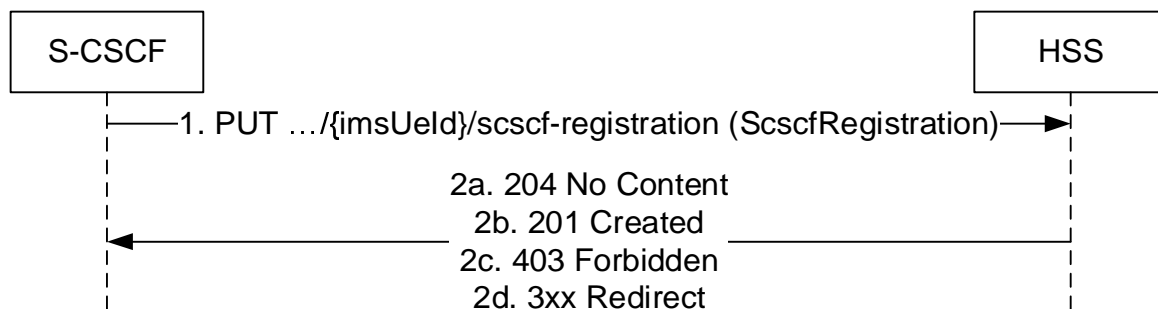 S-CSCF
HSS
1. PUT …/{imsUeId}/scscf-registration (ScscfRegistration)
2a. 204 No Content
2b. 201 Created
2c. 403 Forbidden
2d. 3xx Redirect